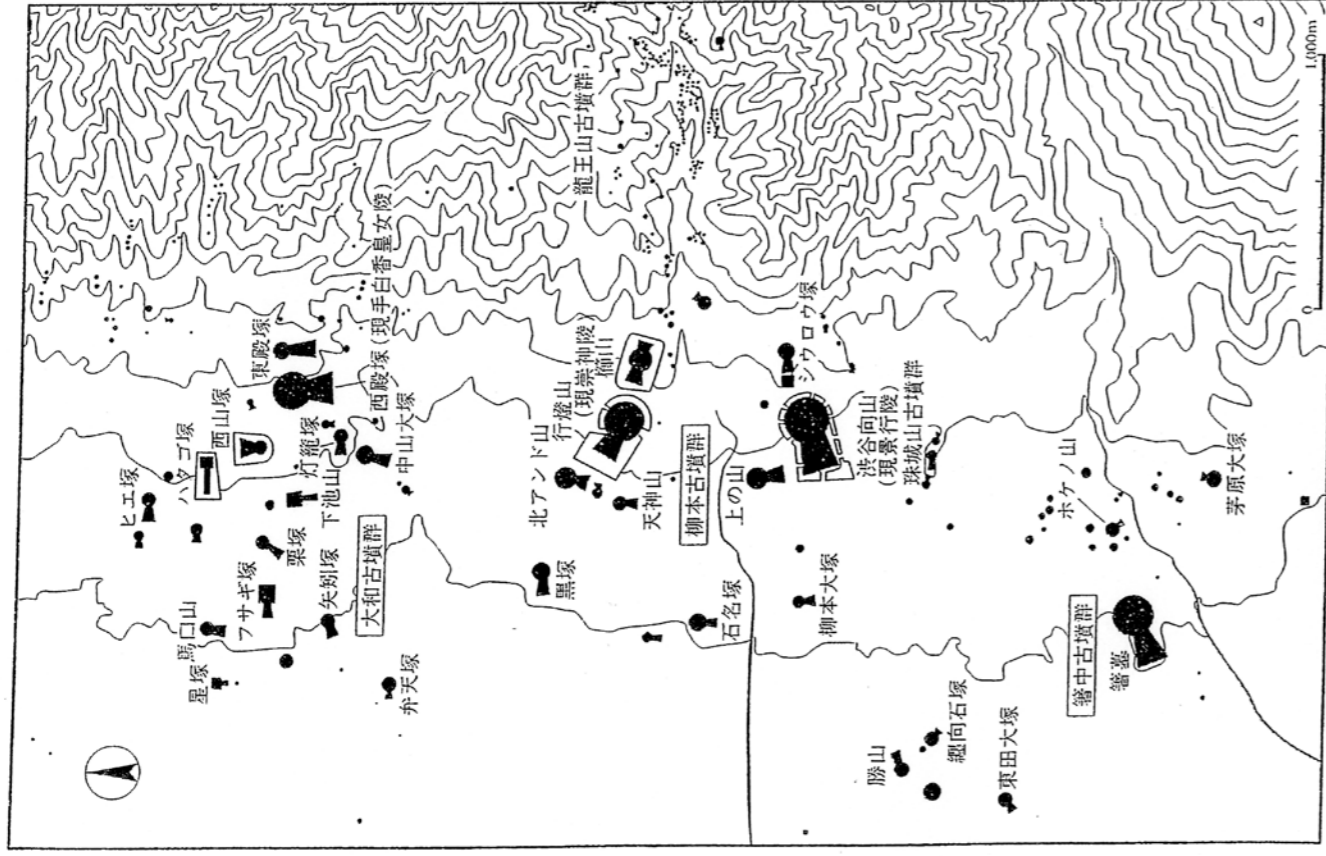 ヒエ塚
ハタゴ塚
西山塚
東殿塚
西殿塚(現手白香皇女陵)
灯籠塚
中山大塚
下池山
栗塚
フサギ塚
矢矧塚
馬口山
星塚
大和古墳群
弁天塚
龍王山古墳群
行燈山
(現崇神陵)
櫛山
北アンド山
天神山
黒塚
柳本古墳群
上の山
石名塚
シウロウ塚
渋谷向山
(現景行陵)
珠城山古墳群
柳本大塚
勝山
纒向石塚
東田大塚
ホケノ山
箸中古墳群
箸墓
茅原大塚
0
1,000m